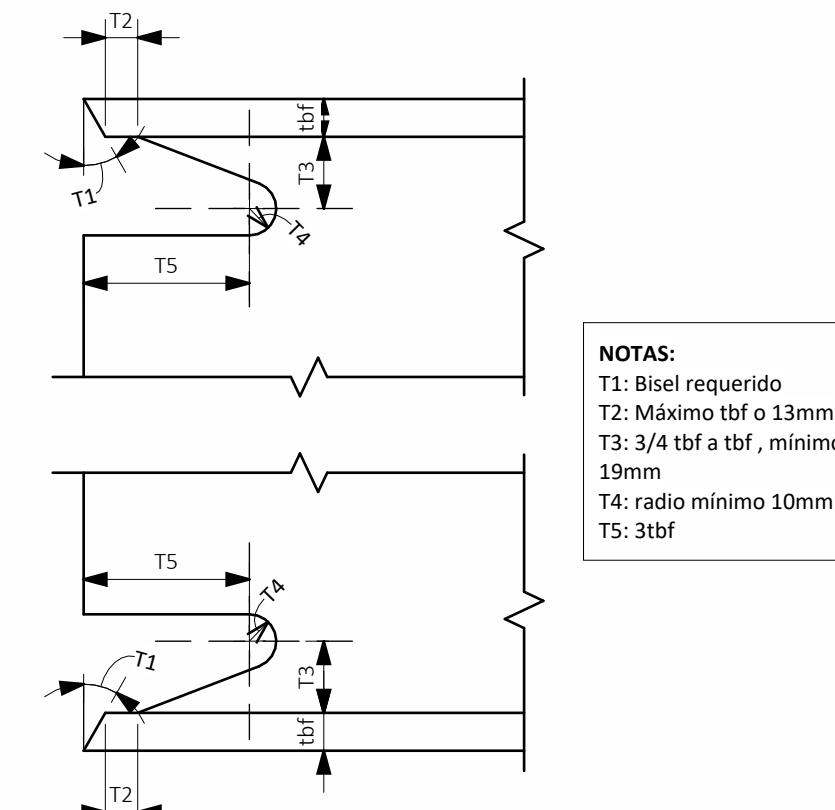 T2
tbf
T3
T1
T4
T5
NOTAS:
T1: Bisel requerido
T2: Máximo tbf o 13mm
T3: 3/4 tbf a tbf , mínimo
19mm
T4: radio mínimo 10mm
T5: 3tbf
T5
T4
T1
T3
tbf
T2